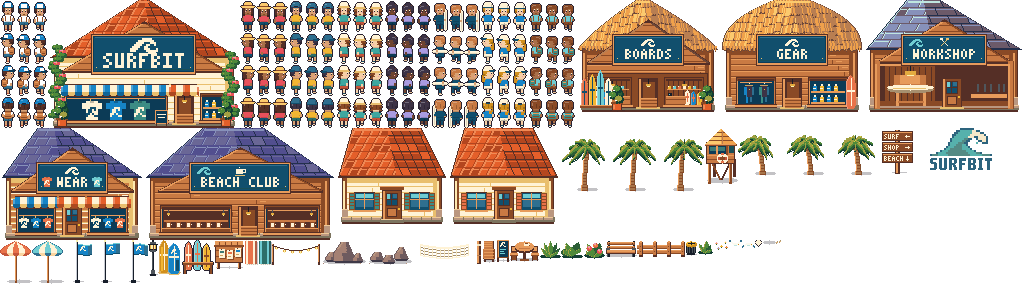 SURFBIT
BOARDS
GEAR
WORKSHOP
WEAR
BEACH CLUB
SURF ←
SHOP →
BEACH ↓
SURFBIT